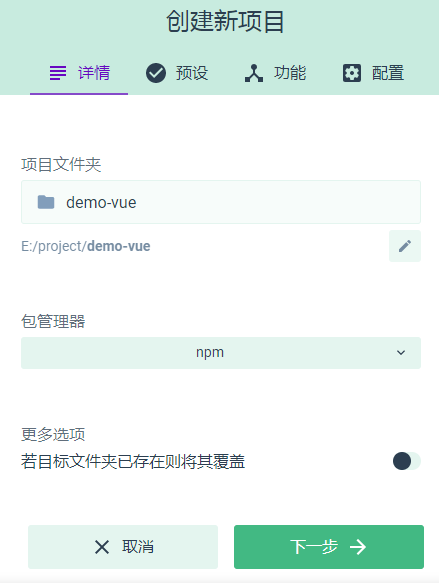 创建新项目
详情 预设 功能 配置
项目文件夹
demo-vue
E:/project/demo-vue
包管理器
npm
更多选项
若目标文件夹已存在则将其覆盖
取消 下一步